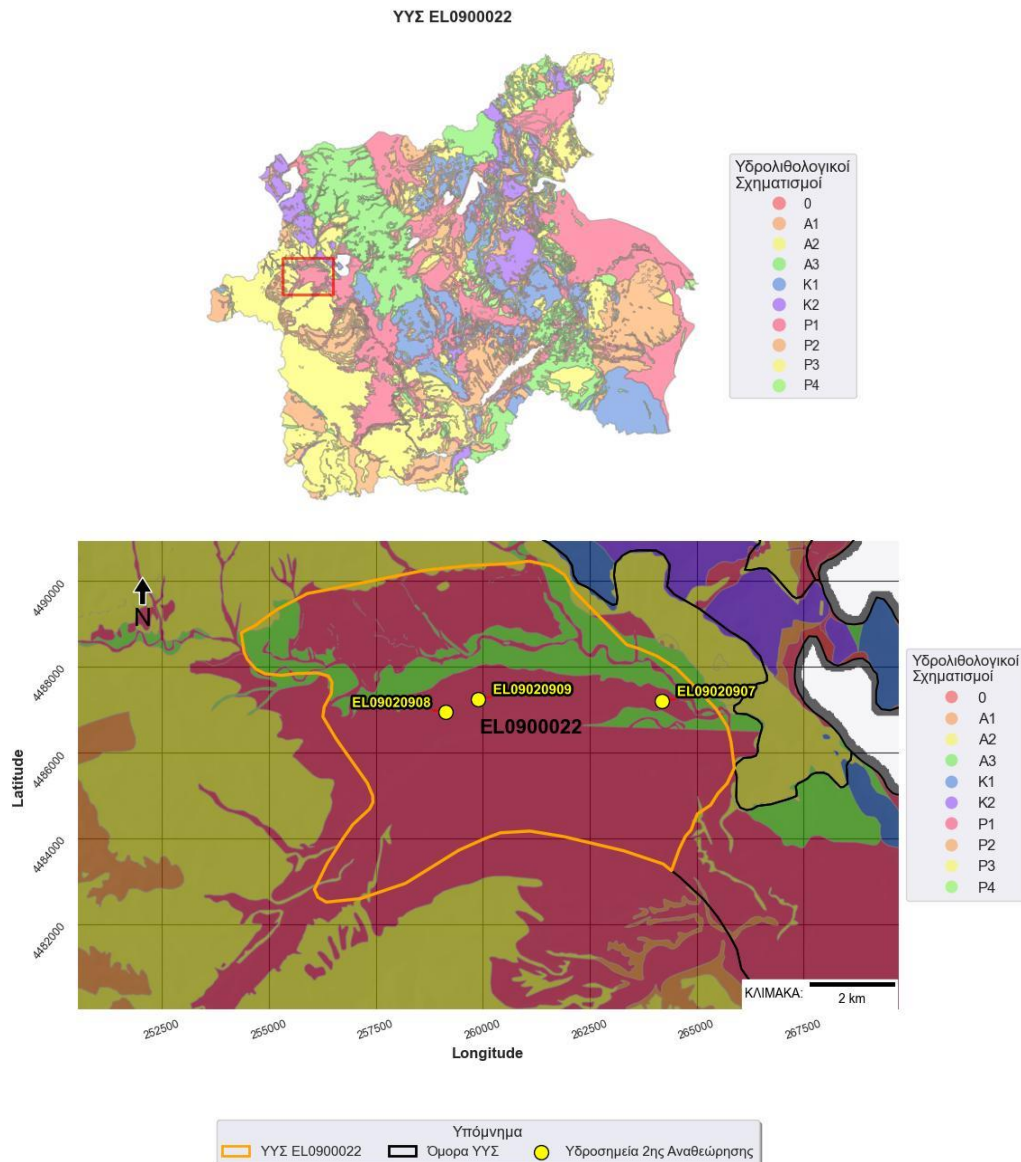 ΥΥΣ EL0900022
Υδρολιθολογικοί
Σχηματισμοί
0
A1
A2
A3
K1
K2
P1
P2
P3
P4
4490000
4488000
4486000
4484000
4482000
Latitude
N
EL09020908
EL09020909
EL09020907
EL0900022
ΚΛΙΜΑΚΑ:
2 km
252500
255000
257500
260000
262500
265000
267500
Longitude
Υδρολιθολογικοί
Σχηματισμοί
0
A1
A2
A3
K1
K2
P1
P2
P3
P4
Υπόμνημα
ΥΥΣ EL0900022 Όμορα ΥΥΣ Υδροσημεία 2ης Αναθεώρησης